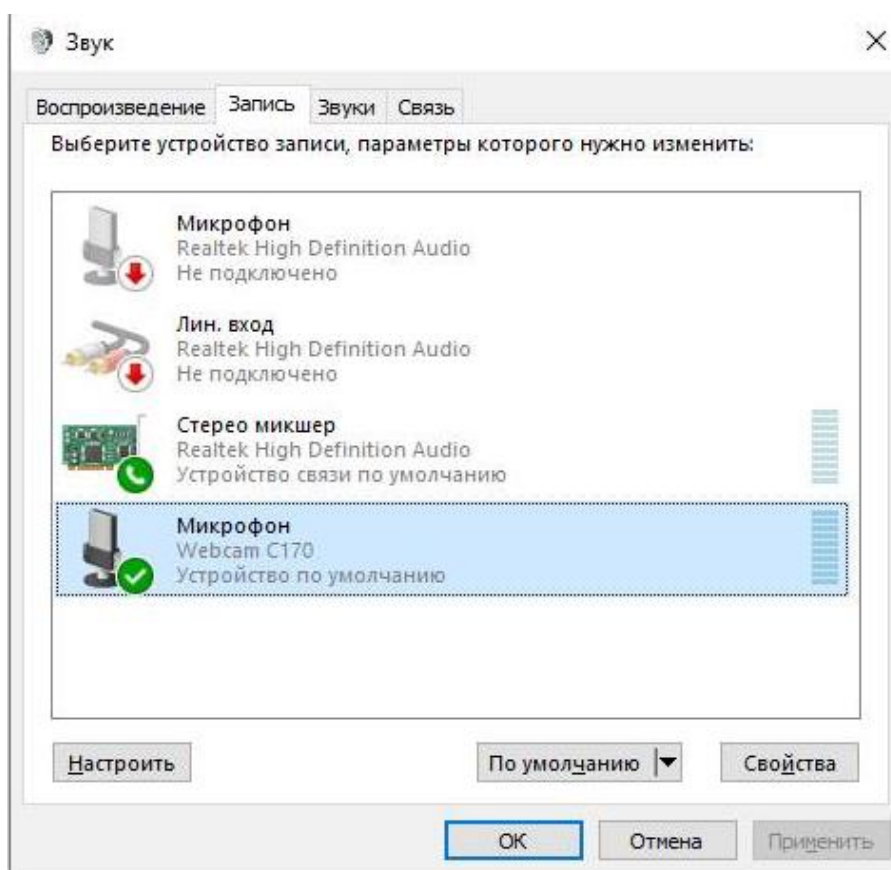 Звук
Воспроизведение Запись Звуки Связь
Выберите устройство записи, параметры которого нужно изменить:
Микрофон
Realtek High Definition Audio
Не подключено
Лин. вход
Realtek High Definition Audio
Не подключено
Стерео микшер
Realtek High Definition Audio
Устройство связи по умолчанию
Микрофон
Webcam C170
Устройство по умолчанию
Настроить По умолчанию Свойства
ОК Отмена Применить